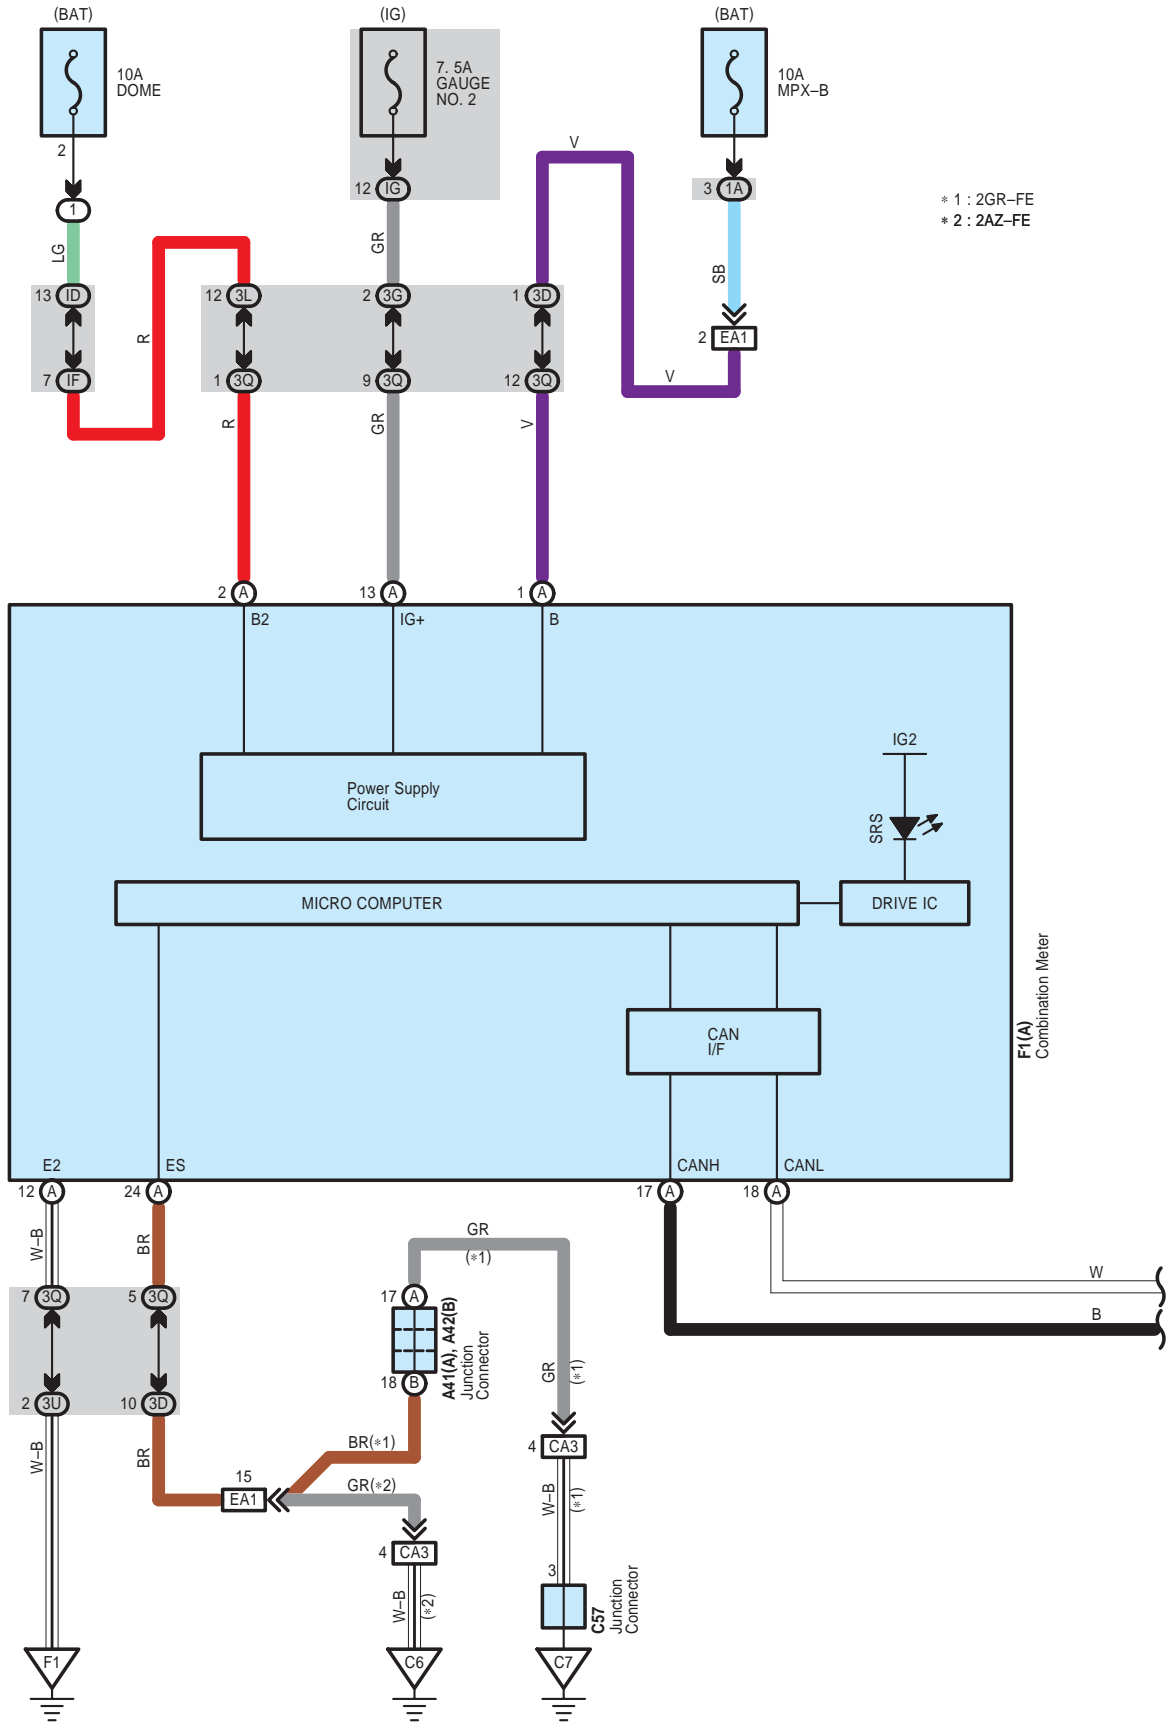 (BAT)
(IG)
(BAT)
10A
DOME
7. 5A
GAUGE
NO. 2
10A
MPX–B
2
1
12 IG
3 1A
∗ 1 : 2GR–FE
∗ 2 : 2AZ–FE
LG
GR
V
SB
R
13 ID
12 3L
2 3G
1 3D
2 EA1
7 IF
1 3Q
9 3Q
12 3Q
V
R
GR
V
2 A
13 A
1 A
B2
IG+
B
Power Supply
Circuit
IG2
SRS
MICRO COMPUTER
DRIVE IC
CAN
I/F
F1(A)
Combination Meter
E2
ES
CANH
CANL
12 A
24 A
17 A
18 A
W–B
BR
GR
(∗1)
W
B
7 3Q
5 3Q
17 A
A41(A), A42(B)
Junction
Connector
18 B
GR
(∗1)
2 3U
10 3D
W–B
BR
BR(∗1)
4 CA3
15
EA1
GR(∗2)
W–B
(∗1)
4 CA3
W–B
(∗2)
3
C57
Junction
Connector
F1
C6
C7